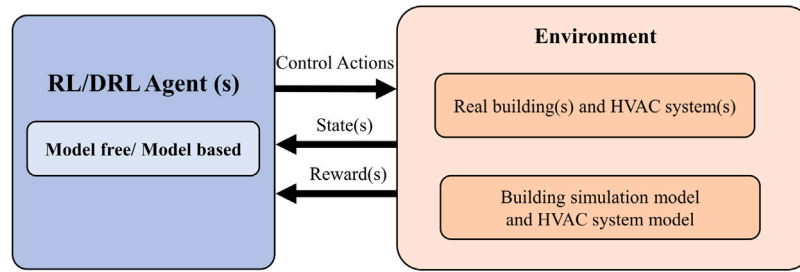 RL/DRL Agent (s)
Model free/ Model based
Control Actions
State(s)
Reward(s)
Environment
Real building(s) and HVAC system(s)
Building simulation model
and HVAC system model